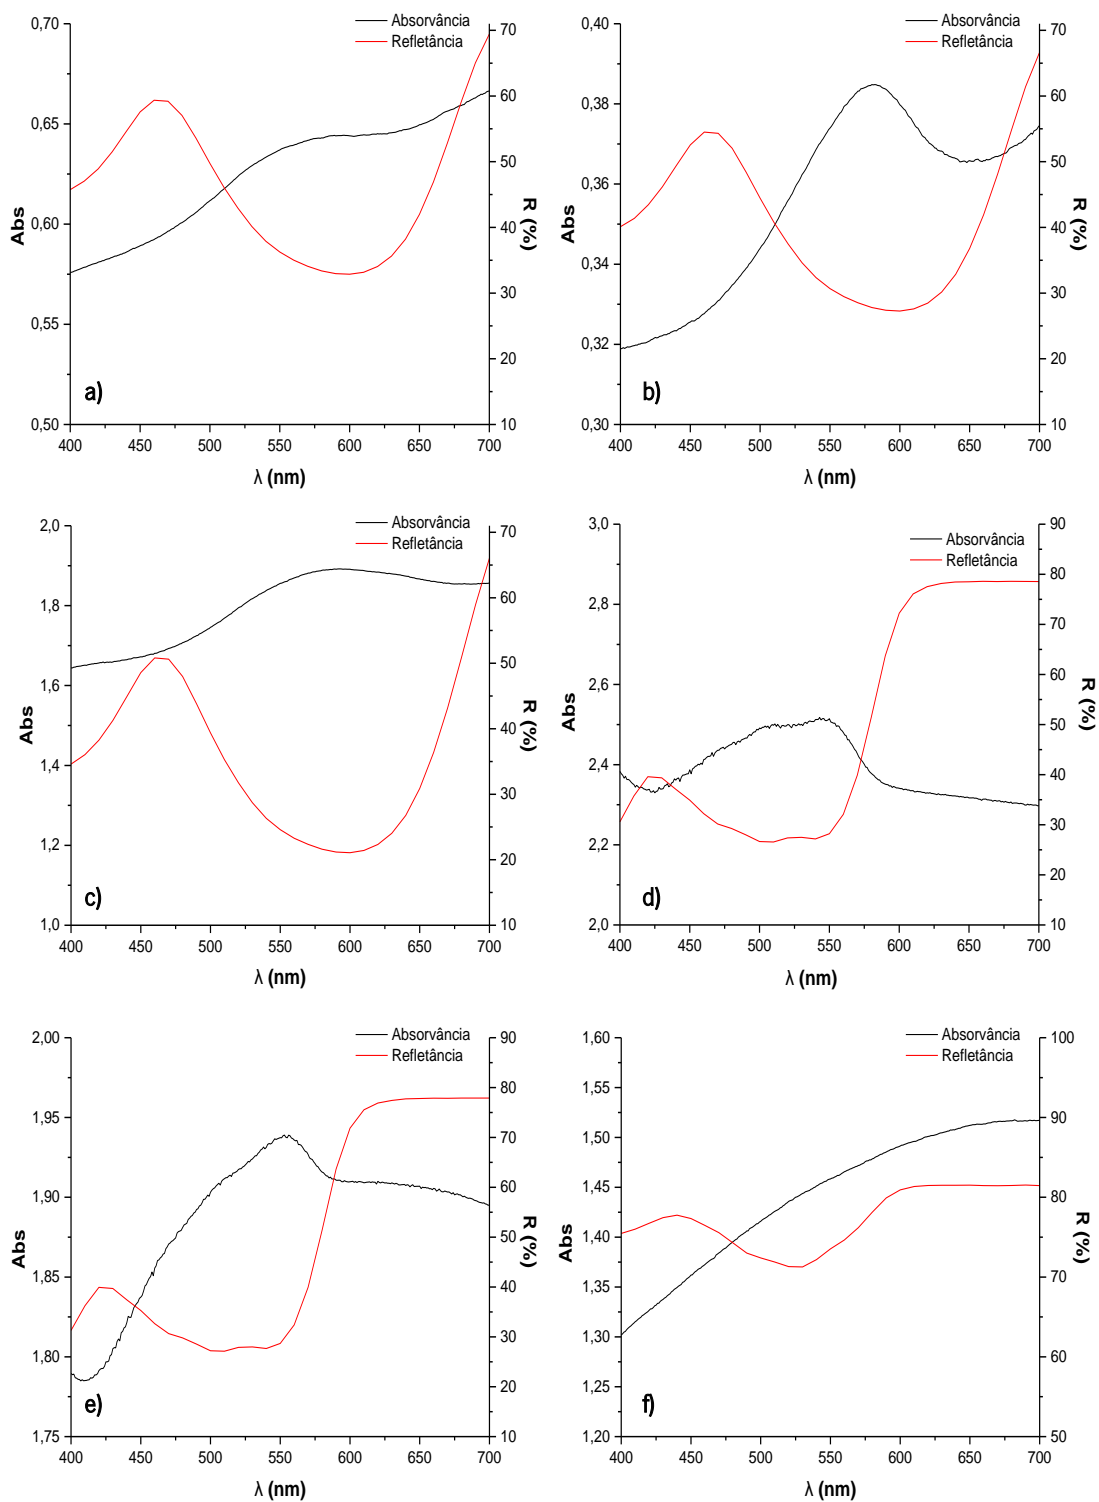 Absorvância
Refletância
0,70
0,65
0,60
0,55
0,50
70
60
50
40
30
20
10
Abs
R (%)
a)
400 450 500 550 600 650 700
λ (nm)
Absorvância
Refletância
0,40
0,38
0,36
0,34
0,32
0,30
70
60
50
40
30
20
10
Abs
R (%)
b)
400 450 500 550 600 650 700
λ (nm)
Absorvância
Refletância
2,0
1,8
1,6
1,4
1,2
1,0
70
60
50
40
30
20
10
Abs
R (%)
c)
400 450 500 550 600 650 700
λ (nm)
Absorvância
Refletância
3,0
2,8
2,6
2,4
2,2
2,0
90
80
70
60
50
40
30
20
10
Abs
R (%)
d)
400 450 500 550 600 650 700
λ (nm)
Absorvância
Refletância
2,00
1,95
1,90
1,85
1,80
1,75
90
80
70
60
50
40
30
20
10
Abs
R (%)
e)
400 450 500 550 600 650 700
λ (nm)
Absorvância
Refletância
1,60
1,55
1,50
1,45
1,40
1,35
1,30
1,25
1,20
100
90
80
70
60
50
Abs
R (%)
f)
400 450 500 550 600 650 700
λ (nm)